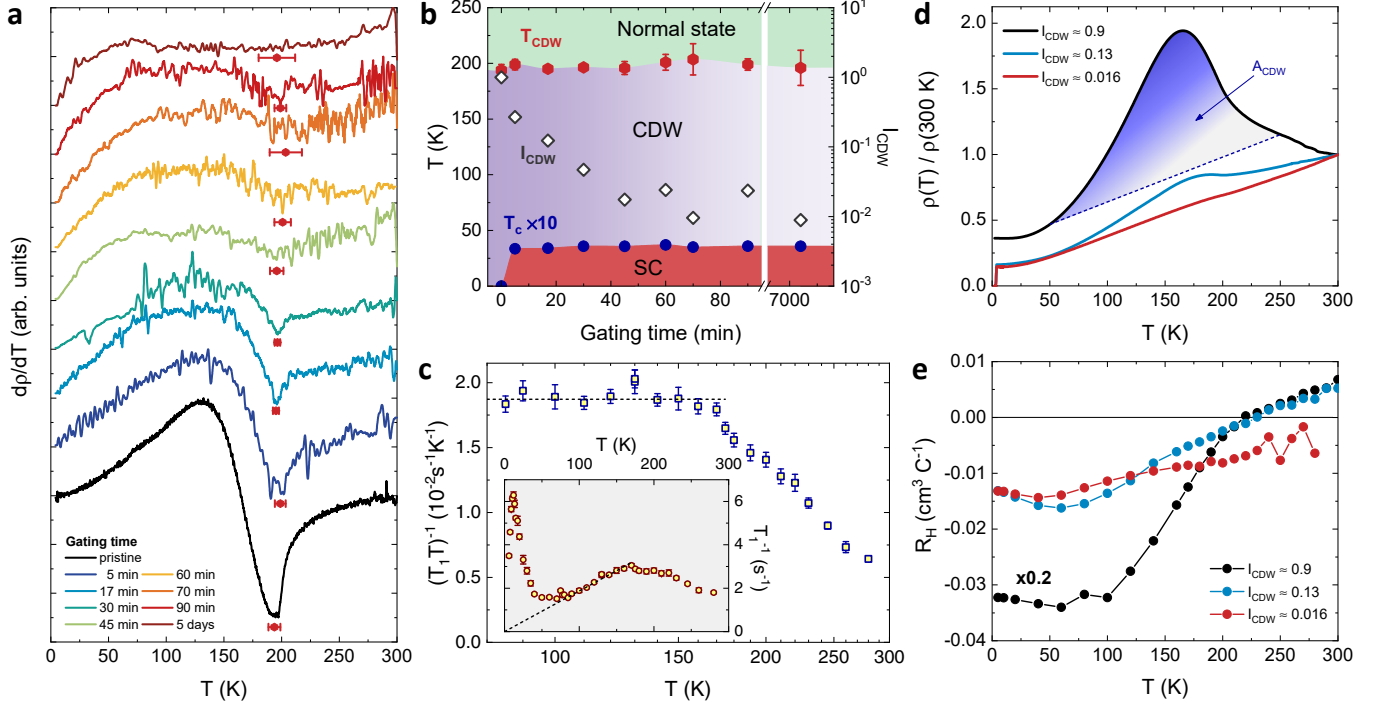 a
dρ/dT (arb. units)
Gating time
pristine
5 min
60 min
17 min
70 min
30 min
90 min
45 min
5 days
0 50 100 150 200 250 300
T (K)
b
250
200
150
100
50
0
T (K)
Normal state
T_CDW
CDW
I_CDW
T_c ×10
SC
10^1
10^0
10^-1
10^-2
10^-3
I_CDW
0 20 40 60 80 7000
Gating time (min)
c
2.0
1.5
1.0
0.5
0.0
(T_1T)^-1 (10^-2 s^-1 K^-1)
T (K)
0 100 200 300
6
4
2
0
T_1^-1 (s^-1)
100 150 200 250 300
T (K)
d
2.0
1.5
1.0
0.5
0.0
ρ(T) / ρ(300 K)
I_CDW ≈ 0.9
I_CDW ≈ 0.13
I_CDW ≈ 0.016
A_CDW
0 50 100 150 200 250 300
T (K)
e
0.01
0.00
-0.01
-0.02
-0.03
-0.04
R_H (cm^3 C^-1)
x0.2
I_CDW ≈ 0.9
I_CDW ≈ 0.13
I_CDW ≈ 0.016
0 50 100 150 200 250 300
T (K)